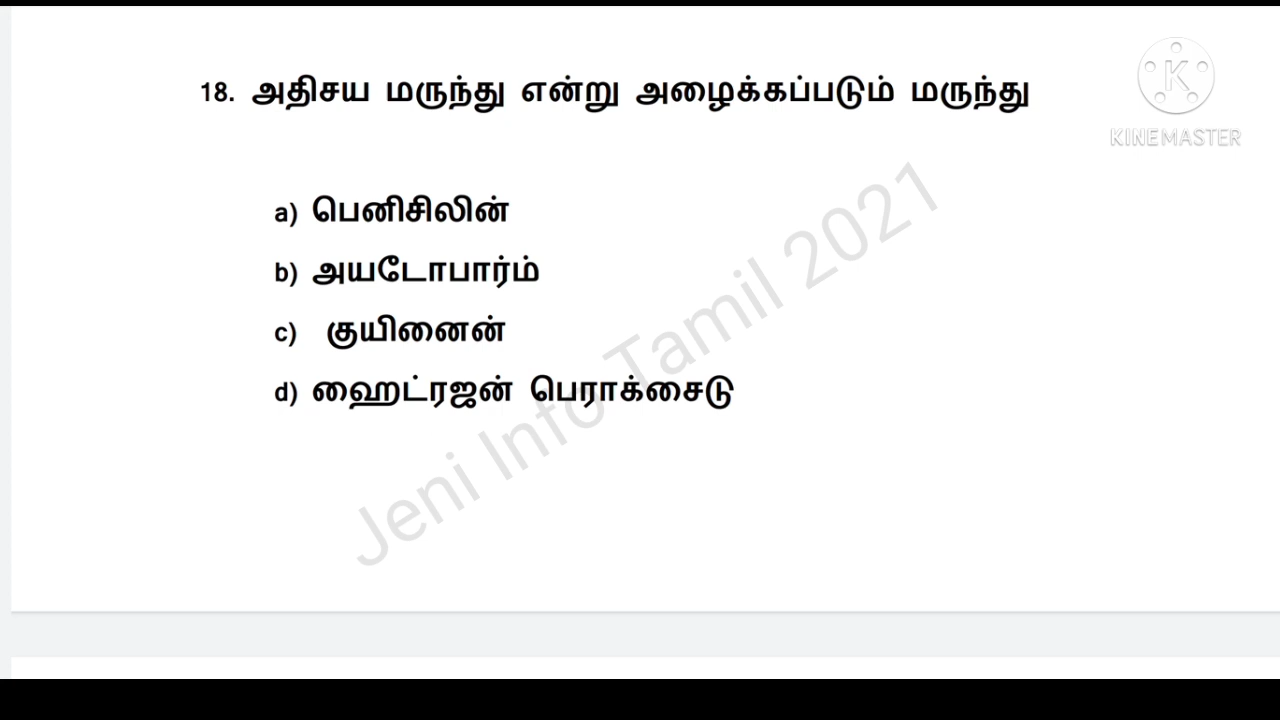 18. அதிசய மருந்து என்று அழைக்கப்படும் மருந்து
K
KINEMASTER
a) பெனிசிலின்
b) அயடோபார்ம்
c) குயினைன்
d) ஹைட்ரஜன் பெராக்சைடு
Jeni Info Tamil 2021